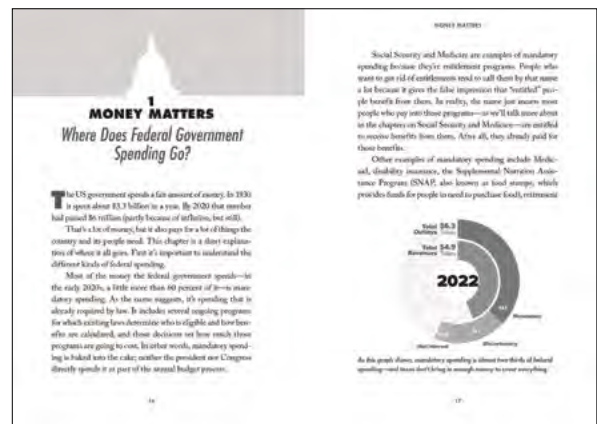 1
MONEY MATTERS
Where Does Federal Government
Spending Go?
The US government spends a fair amount of money. In 1930
it spent about $3.3 billion in a year. By 2020 that number
had passed $6 trillion (partly because of inflation, but still).
That's a lot of money, but it also pays for a lot of things the
country and its people need. This chapter is a short explana-
tion of where it all goes. First it's important to understand the
different kinds of federal spending.
Most of the money the federal government spends—in
the early 2020s, a little more than 60 percent of it—is man-
datory spending. As the name suggests, it's spending that is
already required by law. It includes several ongoing programs
for which existing laws determine who is eligible and how ben-
efits are calculated, and those decisions set how much those
programs are going to cost. In other words, mandatory spend-
ing is baked into the cake; neither the president nor Congress
directly spends it as part of the annual budget process.
16
MONEY MATTERS
Social Security and Medicare are examples of mandatory
spending because they're entitlement programs. People who
want to get rid of entitlements tend to call them by that name
a lot because it gives the false impression that "entitled" peo-
ple benefit from them. In reality, the name just means most
people who pay into those programs—as we'll talk more about
in the chapters on Social Security and Medicare—are entitled
to receive benefits from them. After all, they already paid for
those benefits.
Other examples of mandatory spending include Medic-
aid, disability insurance, the Supplemental Nutrition Assis-
tance Program (SNAP, also known as food stamps, which
provides funds for people in need to purchase food), retirement
Total $6.3
Outlays Trillion
Total $4.9
Revenues Trillion
2022
Mandatory
Discretionary
Net Interest
As this graph shows, mandatory spending is almost two-thirds of federal
spending—and taxes don't bring in enough money to cover everything.
17